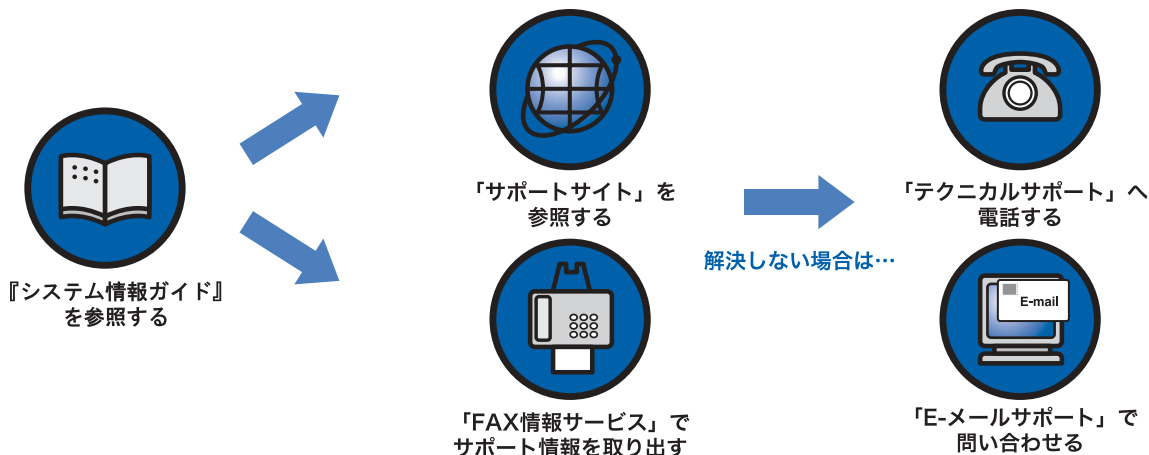 『システム情報ガイド』
を参照する
「サポートサイト」を
参照する
「FAX情報サービス」で
サポート情報を取り出す
解決しない場合は…
「テクニカルサポート」へ
電話する
E-mail
「E-メールサポート」で
問い合わせる